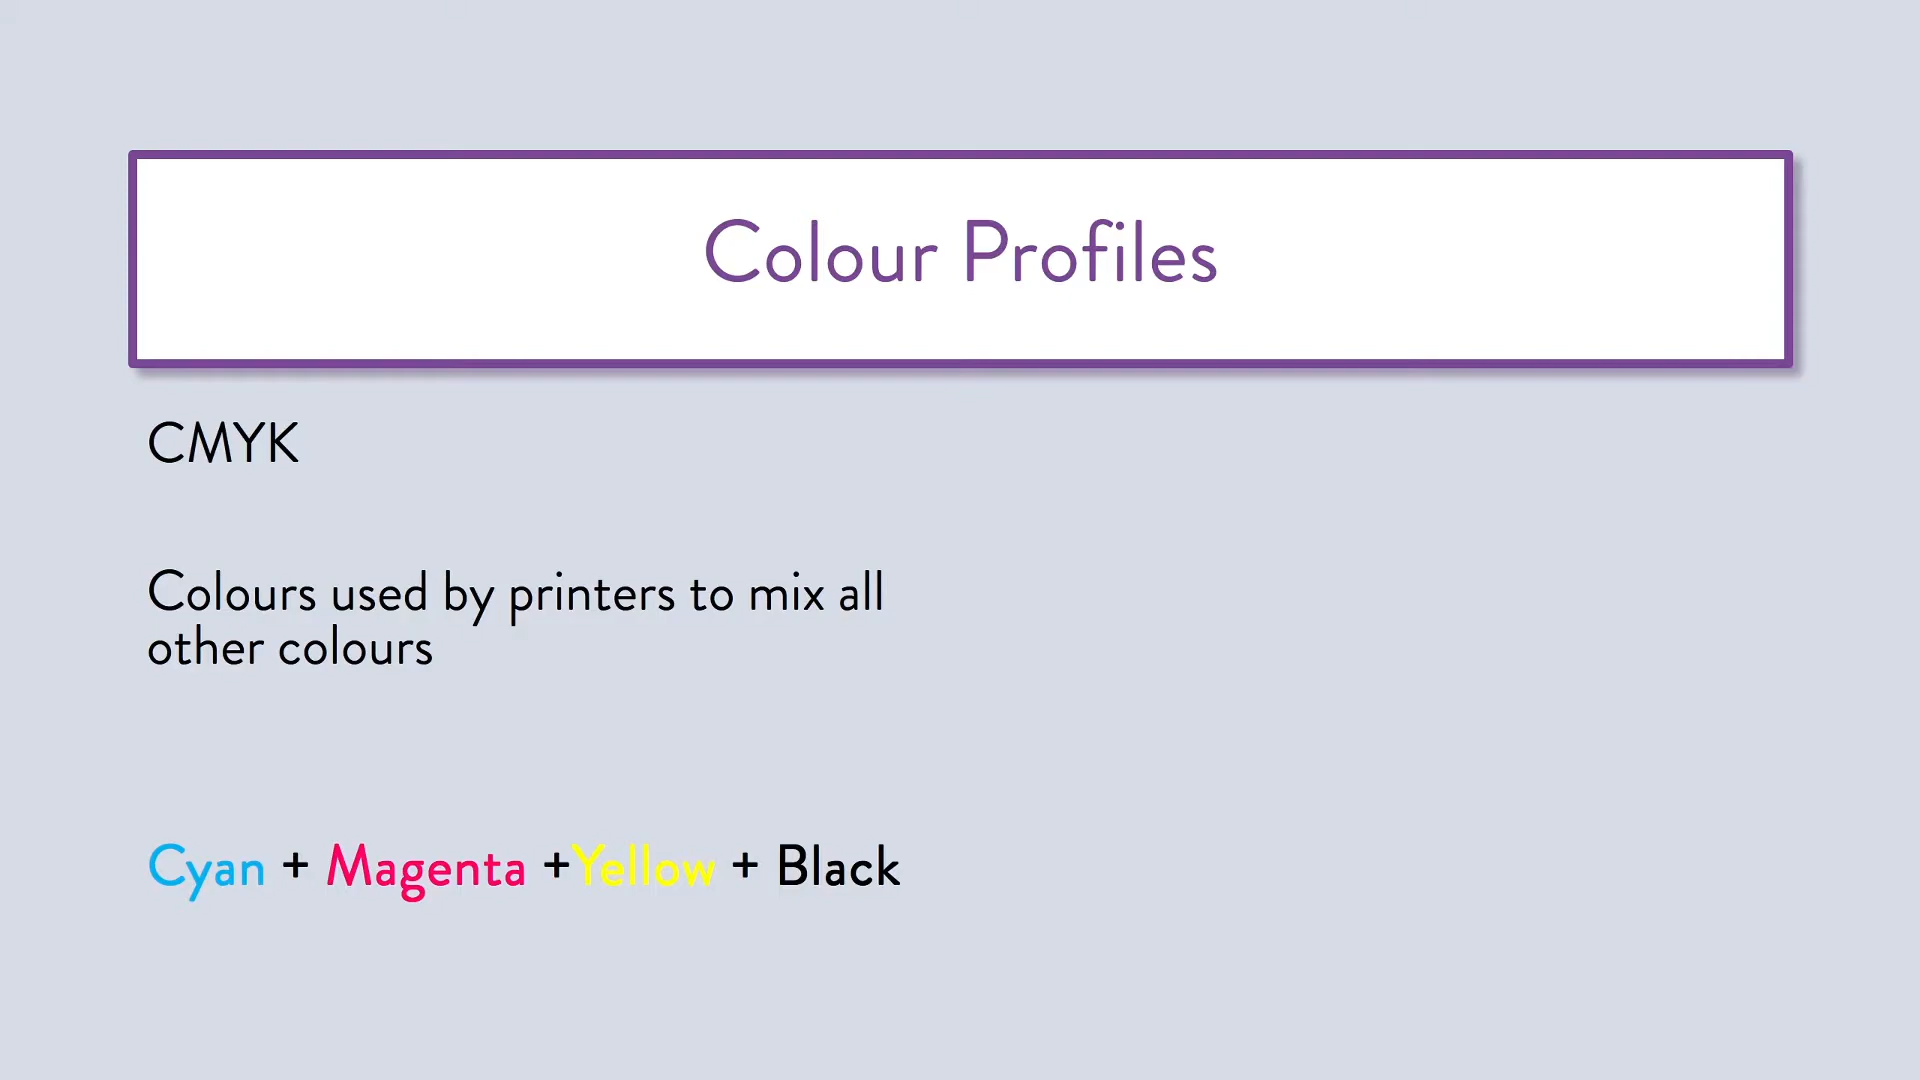 Colour Profiles
CMYK
Colours used by printers to mix all
other colours
Cyan + Magenta +Yellow + Black